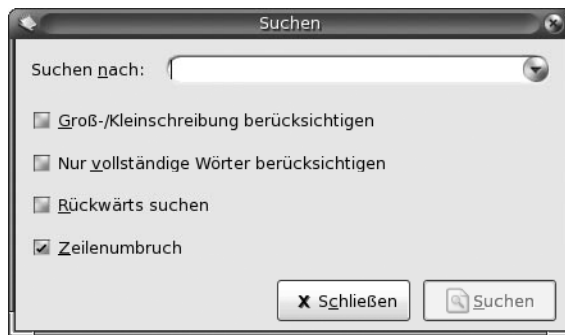 Suchen
Suchen nach:
Groß-/Kleinschreibung berücksichtigen
Nur vollständige Wörter berücksichtigen
Rückwärts suchen
Zeilenumbruch
Schließen Suchen